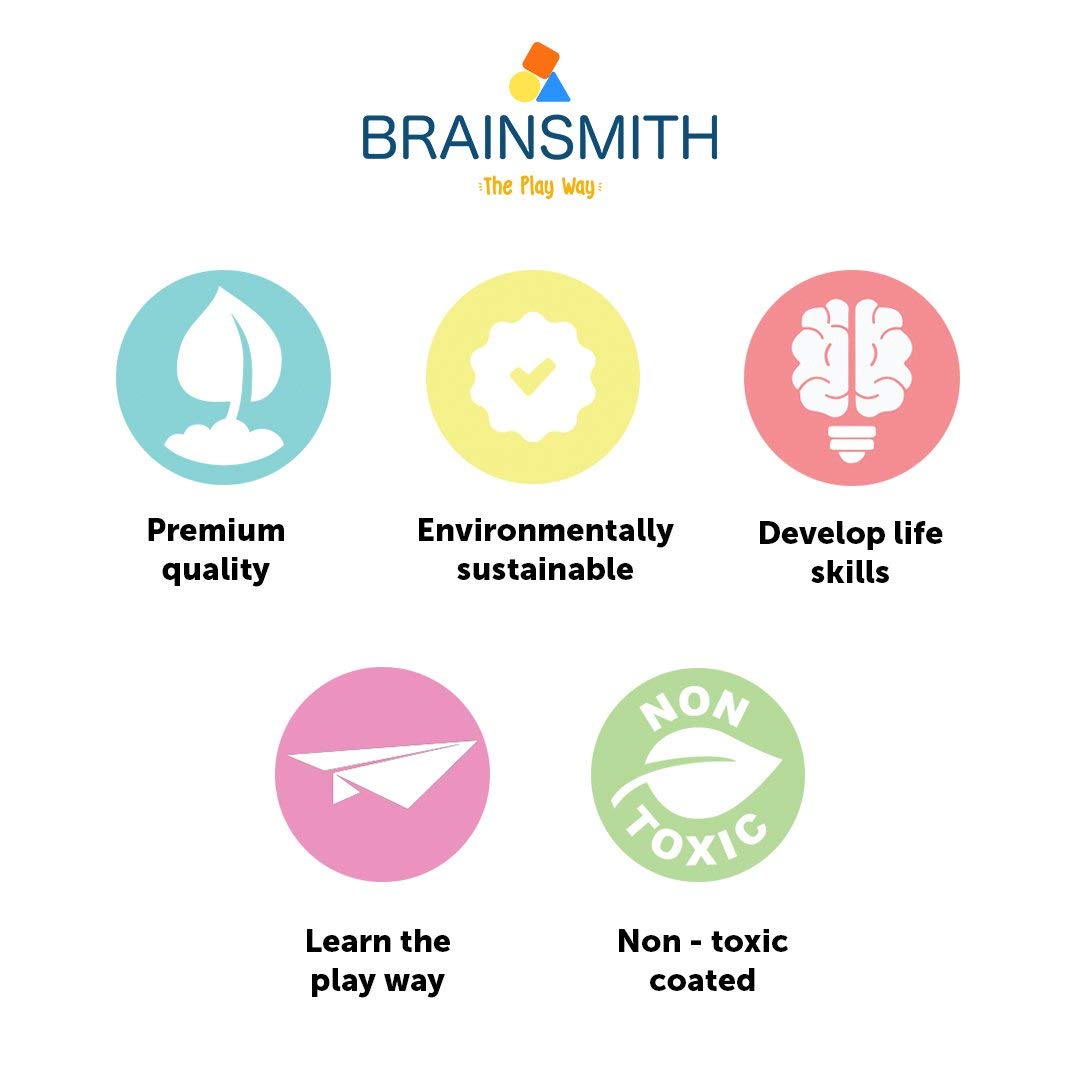 BRAINSMITH
The Play Way
Premium
quality
Environmentally
sustainable
Develop life
skills
NON
TOXIC
Learn the
play way
Non - toxic
coated